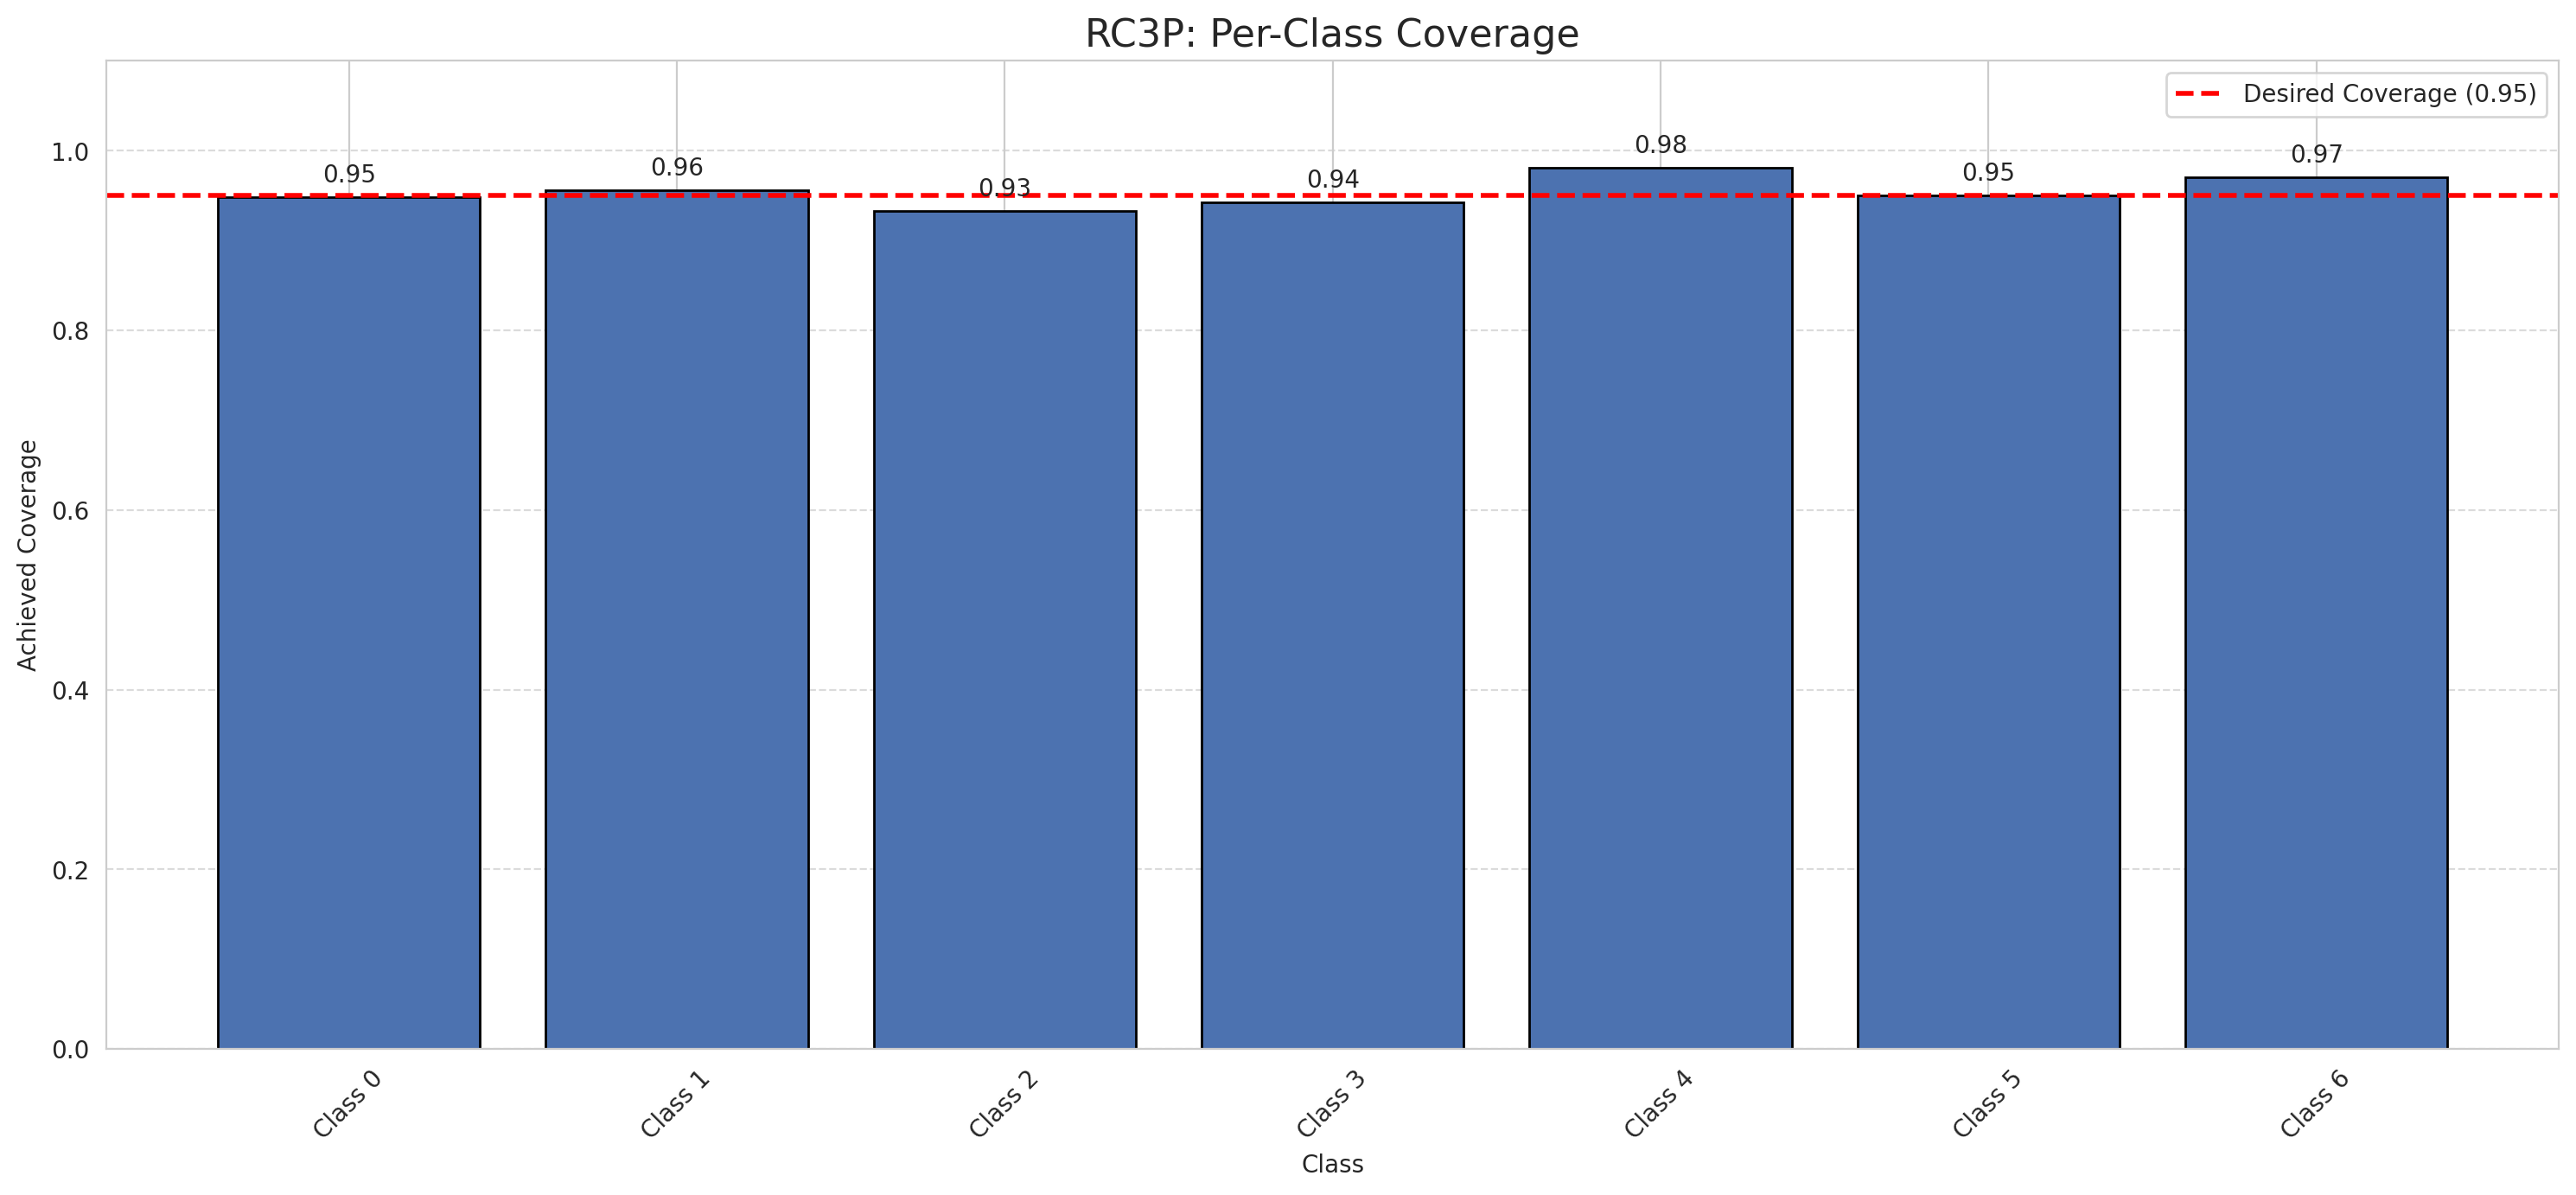 RC3P: Per-Class Coverage
Desired Coverage (0.95)
1.0
0.8
0.6
0.4
0.2
0.0
Achieved Coverage
0.95
0.96
0.93
0.94
0.98
0.95
0.97
Class 0
Class 1
Class 2
Class 3
Class 4
Class 5
Class 6
Class